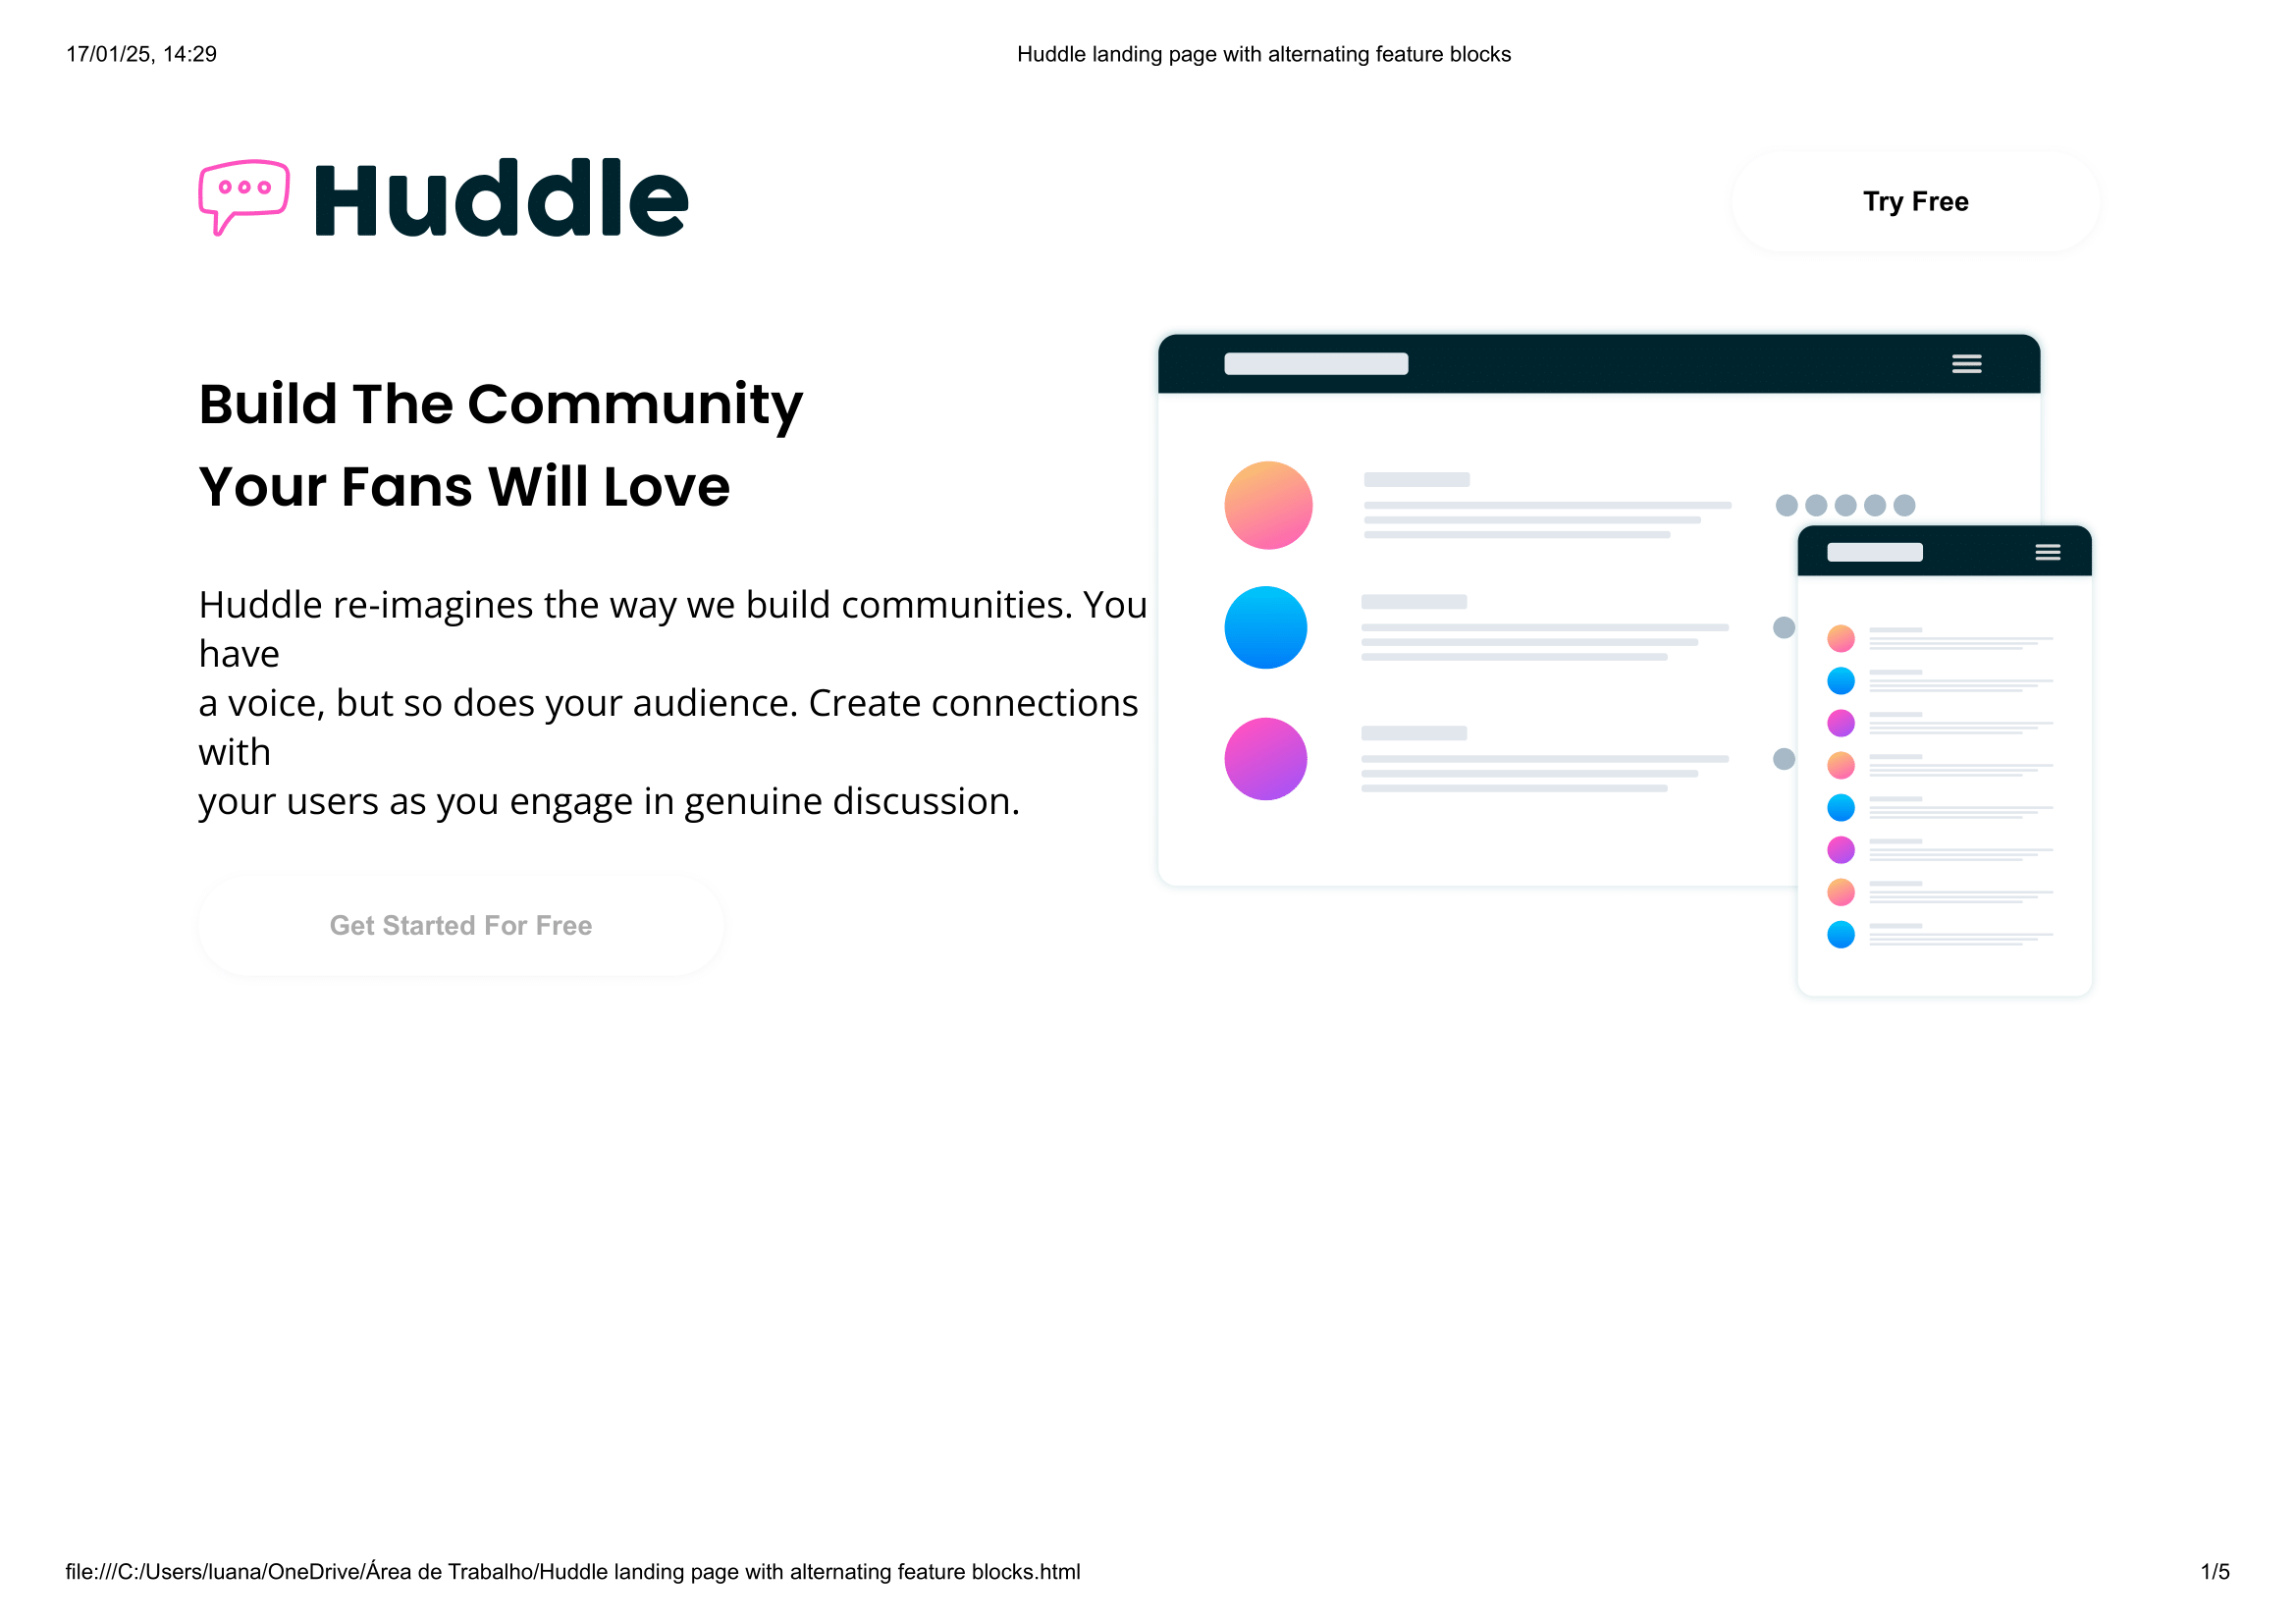 17/01/25, 14:29
Huddle landing page with alternating feature blocks
Huddle
Try Free
Build The Community
Your Fans Will Love
Huddle re-imagines the way we build communities. You
have
a voice, but so does your audience. Create connections
with
your users as you engage in genuine discussion.
Get Started For Free
file:///C:/Users/luana/OneDrive/Área de Trabalho/Huddle landing page with alternating feature blocks.html
1/5